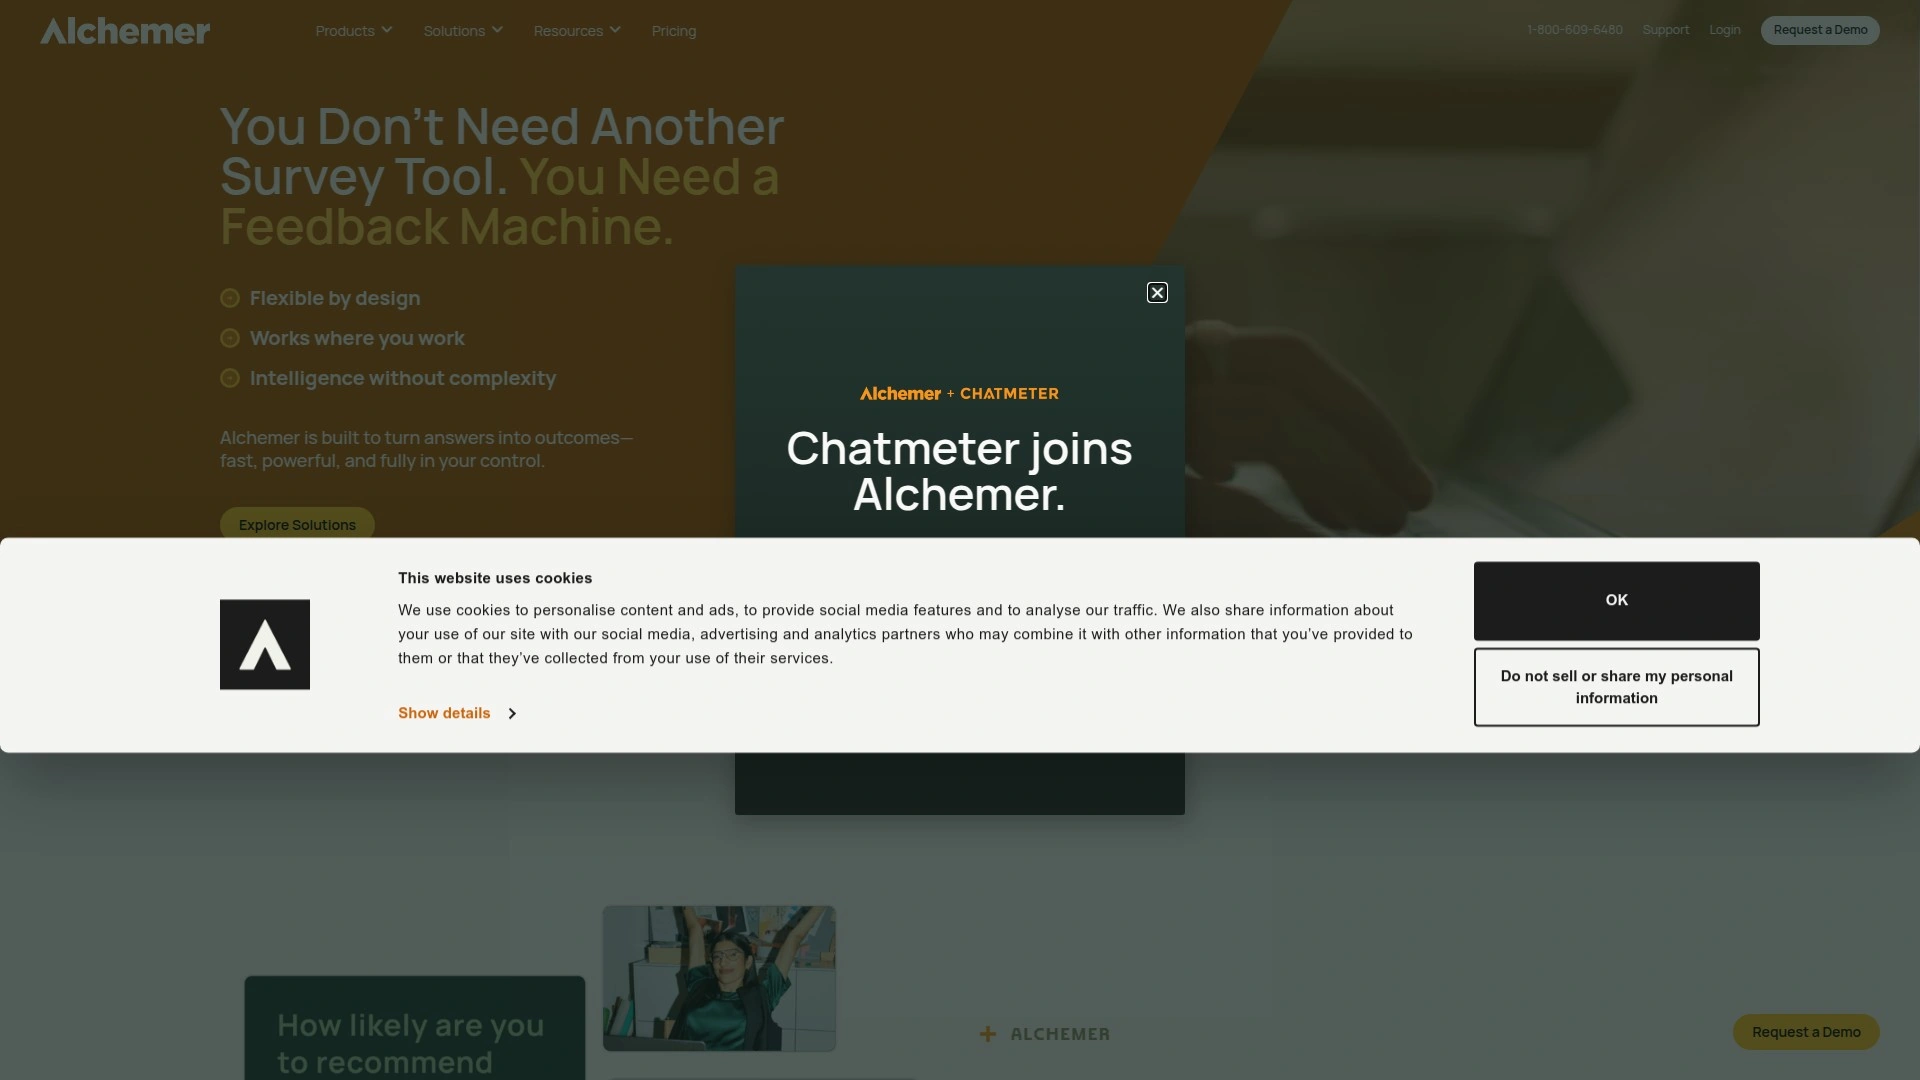 Alchemer
Products
Solutions
Resources
Pricing
1-800-609-6480
Support
Login
Request a Demo
You Don't Need Another
Survey Tool. You Need a
Feedback Machine.
Flexible by design
Works where you work
Intelligence without complexity
Alchemer is built to turn answers into outcomes—
fast, powerful, and fully in your control.
Explore Solutions
Alchemer + CHATMETER
Chatmeter joins
Alchemer.
This website uses cookies
We use cookies to personalise content and ads, to provide social media features and to analyse our traffic. We also share information about
your use of our site with our social media, advertising and analytics partners who may combine it with other information that you've provided to
them or that they've collected from your use of their services.
Show details
OK
Do not sell or share my personal
information
How likely are you
to recommend
ALCHEMER
Request a Demo